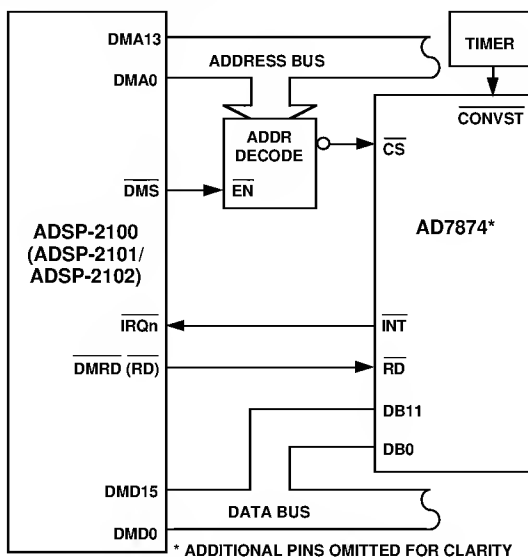 DMA13
ADDRESS BUS
TIMER
DMA0
CONVST
ADDR
DECODE
CS
DMS
EN
ADSP-2100
(ADSP-2101/
ADSP-2102)
AD7874*
IRQn
INT
DMRD (RD)
RD
DB11
DB0
DMD15
DATA BUS
DMD0
* ADDITIONAL PINS OMITTED FOR CLARITY